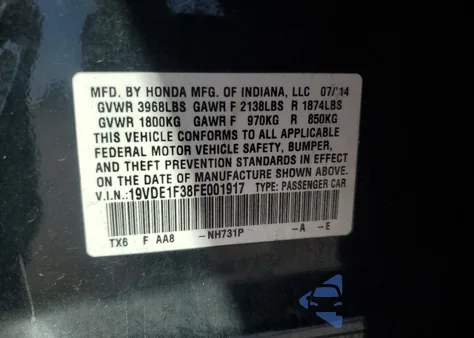 MFD. BY HONDA MFG. OF INDIANA, LLC 07/14
GVWR 3968LBS GAWR F 2138LBS R 1874LBS
GVWR 1800KG GAWR F 970KG R 850KG
THIS VEHICLE CONFORMS TO ALL APPLICABLE
FEDERAL MOTOR VEHICLE SAFETY, BUMPER,
AND THEFT PREVENTION STANDARDS IN EFFECT
ON THE DATE OF MANUFACTURE SHOWN ABOVE.
V.I.N.:19VDE1F38FE001917 TYPE: PASSENGER CAR
TX6 F AA8 -NH731P -A -E